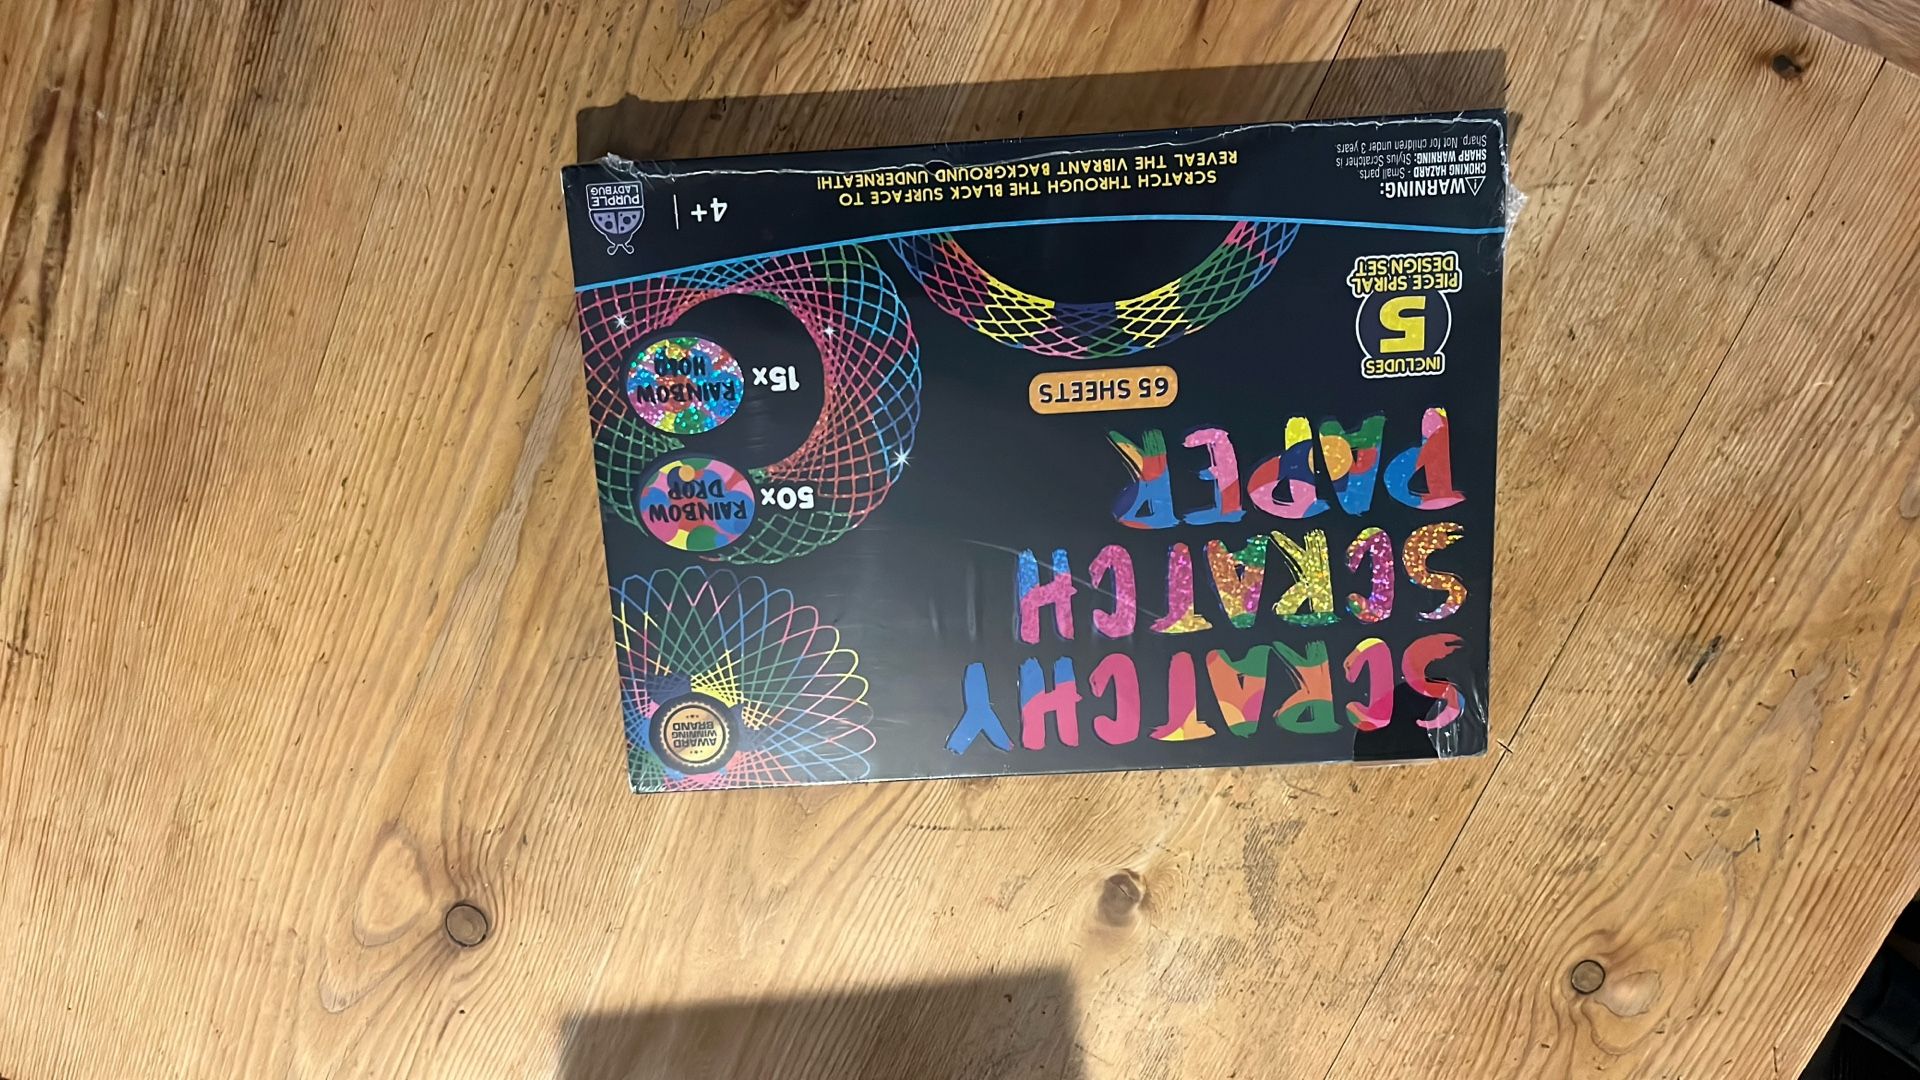 SCRATCHY
SCRATCH
PAPER
65 SHEETS
INCLUDES
5
PIECE SPIRAL
DESIGN SET
AWARD
WINNING
BRAND
50x
RAINBOW
DROP
15x
RAINBOW
HOLO
⚠WARNING:
CHOKING HAZARD - Small parts.
SHARP WARNING: Stylus Scratcher is
Sharp. Not for children under 3 years.
SCRATCH THROUGH THE BLACK SURFACE TO
REVEAL THE VIBRANT BACKGROUND UNDERNEATH!
4+
PURPLE
LADYBUG